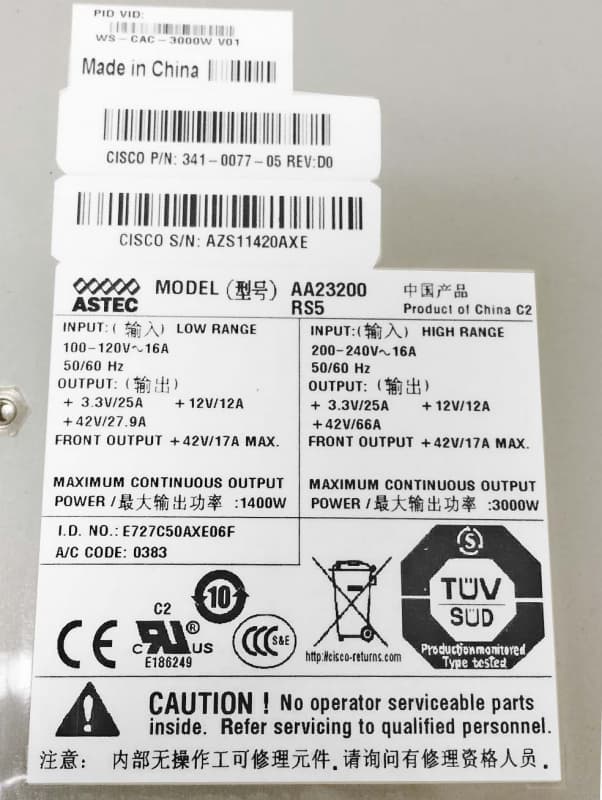 PID VID:
WS-CAC-3000W V01
Made in China
CISCO P/N: 341-0077-05 REV:D0
CISCO S/N: AZS11420AXE
ASTEC
MODEL (型号) AA23200
RS5
中国产品
Product of China C2
INPUT:(输入) LOW RANGE
100-120V~16A
50/60 Hz
OUTPUT:(输出)
+ 3.3V/25A + 12V/12A
+42V/27.9A
FRONT OUTPUT +42V/17A MAX.
MAXIMUM CONTINUOUS OUTPUT
POWER/最大输出功率 :1400W
INPUT:(输入) HIGH RANGE
200-240V~16A
50/60 Hz
OUTPUT:(输出)
+ 3.3V/25A +12V/12A
+42V/66A
FRONT OUTPUT +42V/17A MAX.
MAXIMUM CONTINUOUS OUTPUT
POWER/最大输出功率 :3000W
I.D. NO.: E727C50AXE06F
A/C CODE: 0383
10
C2
CE
c RU ® US
E186249
CCC S&E
http://cisco-returns.com
S
TÜV
SÜD
Production monitored
Type tested
CAUTION ! No operator serviceable parts
inside. Refer servicing to qualified personnel.
注意: 内部无操作工可修理元件.请询问有修理资格人员.